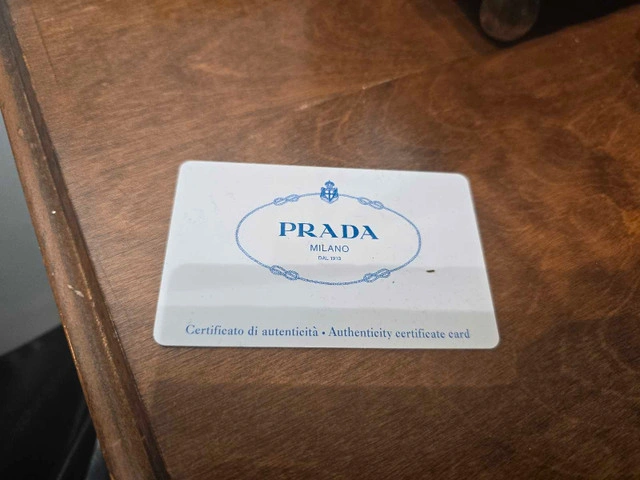 PRADA
MILANO
DAL 1913
Certificato di autenticità • Authenticity certificate card